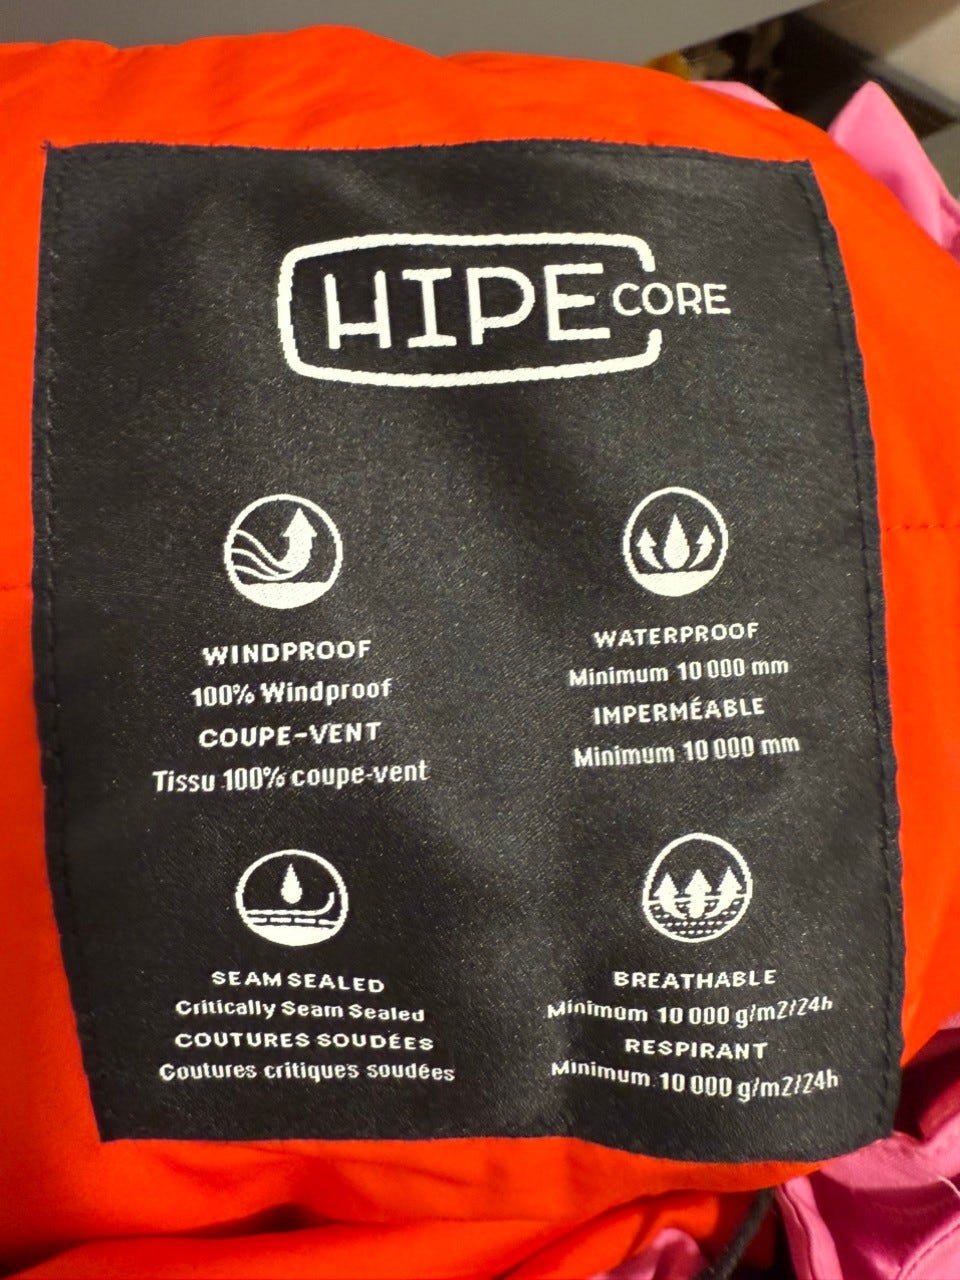 HIPE CORE
WINDPROOF
100% Windproof
COUPE-VENT
Tissu 100% coupe-vent
WATERPROOF
Minimum 10 000 mm
IMPERMÉABLE
Minimum 10 000 mm
SEAM SEALED
Critically Seam Sealed
COUTURES SOUDÉES
Coutures critiques soudées
BREATHABLE
Minimum 10 000 g/m2/24h
RESPIRANT
Minimum 10 000 g/m2/24h